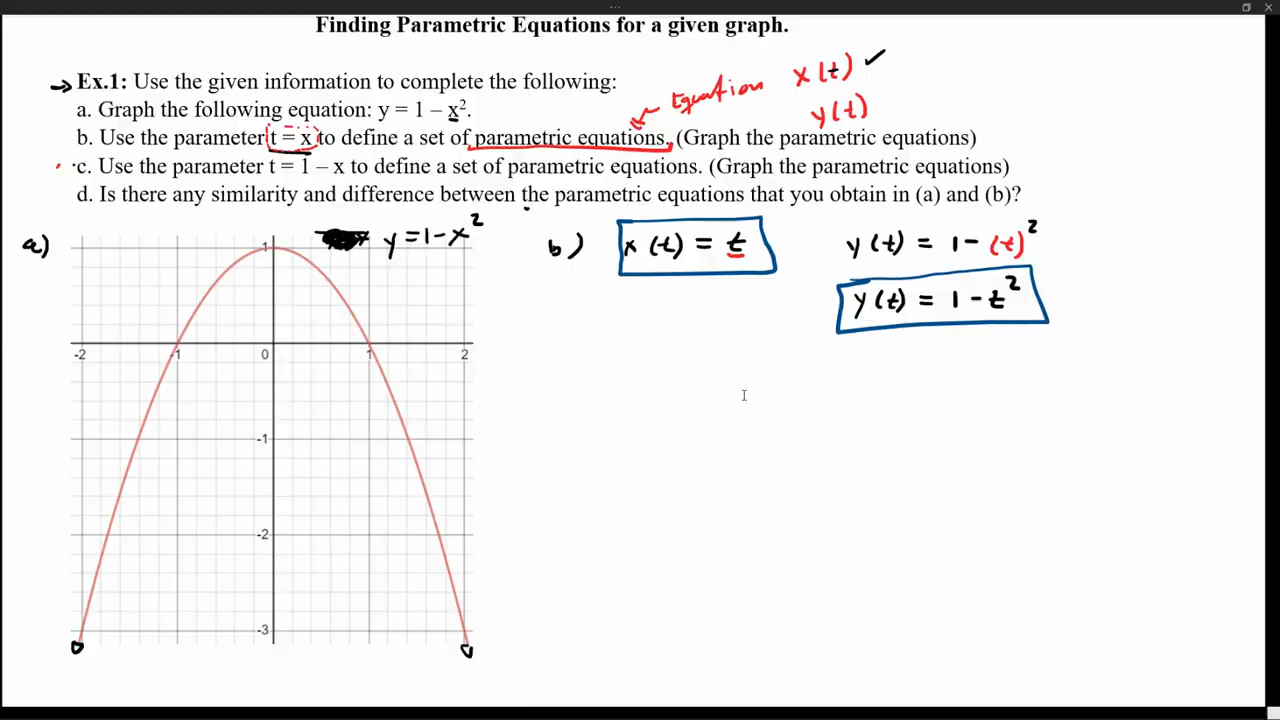 Finding Parametric Equations for a given graph.
Ex.1: Use the given information to complete the following:
Equation x(t)
y(t)
a. Graph the following equation: y = 1 – x².
b. Use the parameter t = x to define a set of parametric equations. (Graph the parametric equations)
c. Use the parameter t = 1 – x to define a set of parametric equations. (Graph the parametric equations)
d. Is there any similarity and difference between the parametric equations that you obtain in (a) and (b)?
a)
y = 1 - x²
b) x(t) = t
y(t) = 1 - (t)²
y(t) = 1 - t²
1
-2 -1 0 1 2
-1
-2
-3